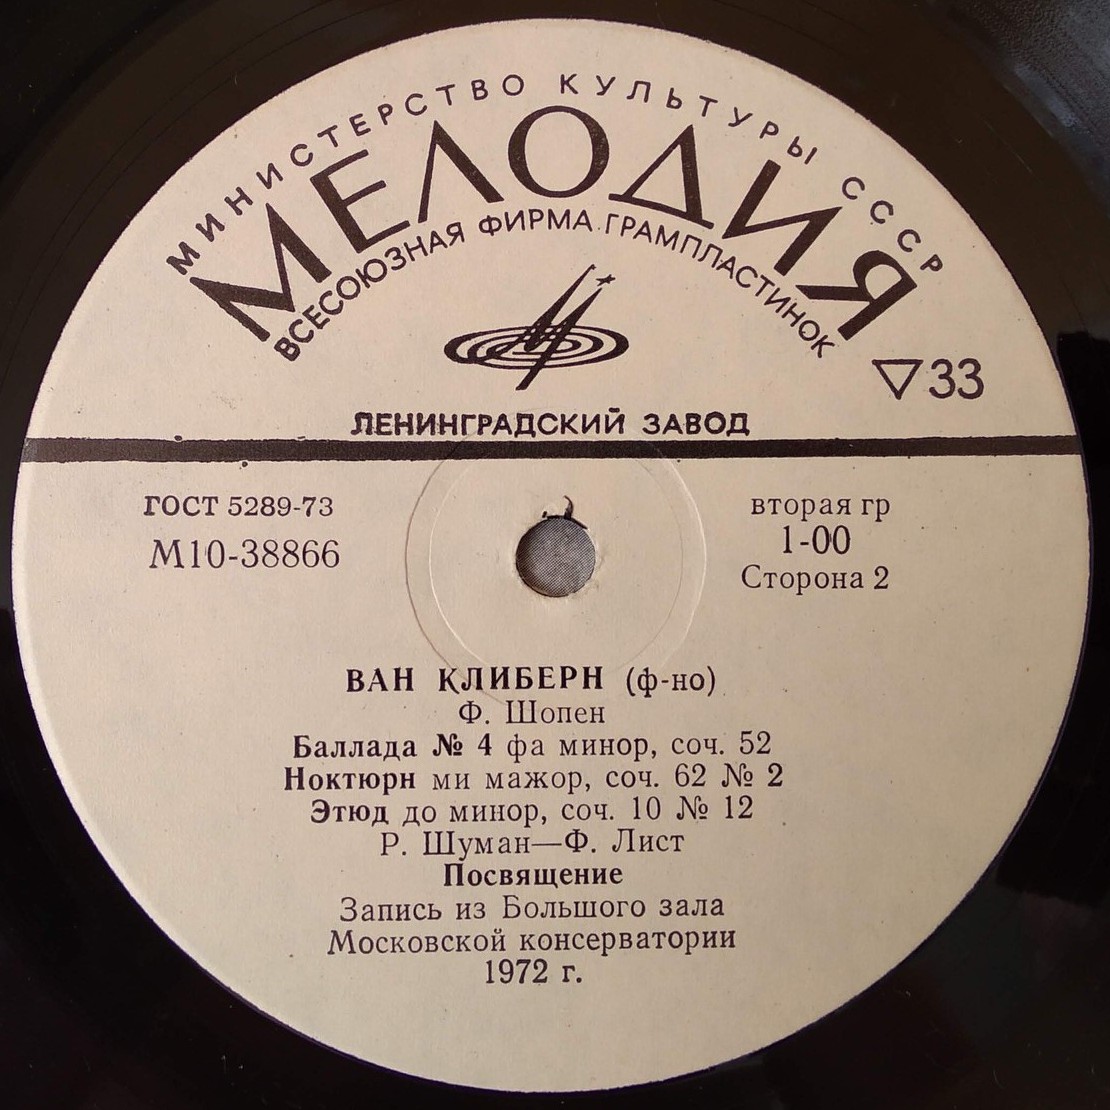 МИНИСТЕРСТВО КУЛЬТУРЫ СССР
МЕЛОДИЯ
ВСЕСОЮЗНАЯ ФИРМА ГРАМПЛАСТИНОК
▽33
ЛЕНИНГРАДСКИЙ ЗАВОД
ГОСТ 5289-73
М10-38866
вторая гр
1-00
Сторона 2
ВАН КЛИБЕРН (ф-но)
Ф. Шопен
Баллада № 4 фа минор, соч. 52
Ноктюрн ми мажор, соч. 62 № 2
Этюд до минор, соч. 10 № 12
Р. Шуман—Ф. Лист
Посвящение
Запись из Большого зала
Московской консерватории
1972 г.